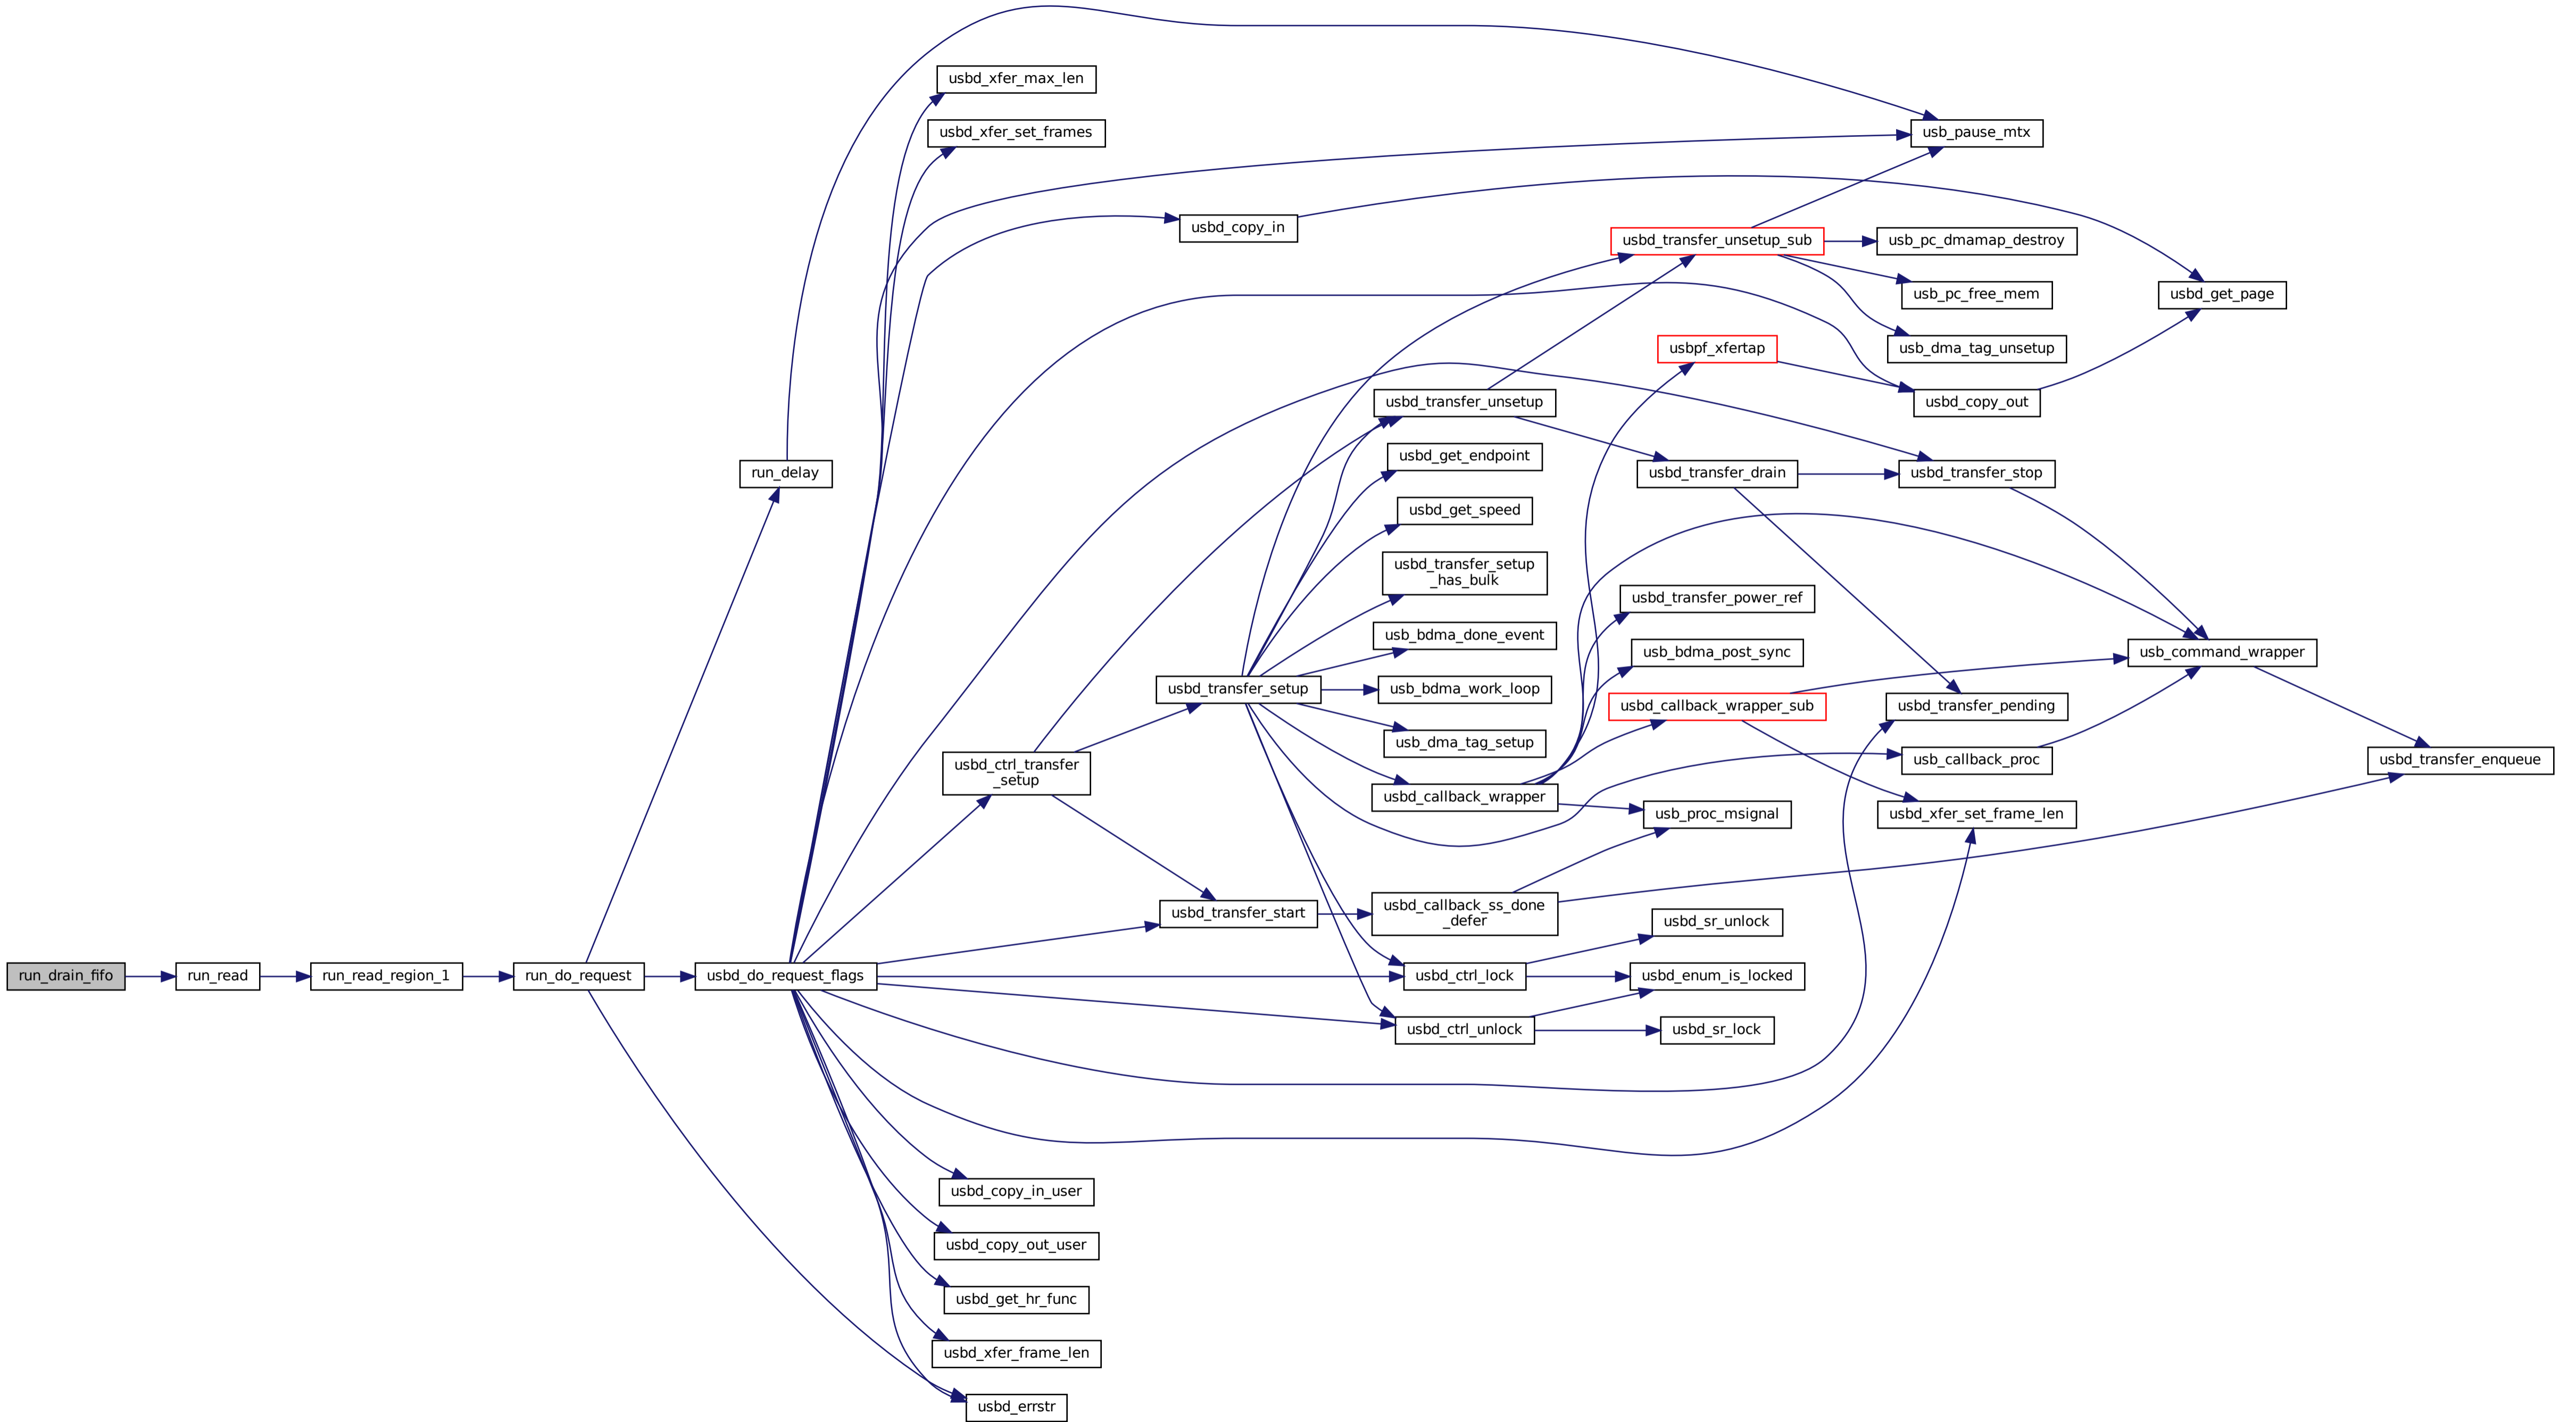 usbd_xfer_max_len
usbd_xfer_set_frames
usb_pause_mtx
usbd_copy_in
usbd_transfer_unsetup_sub
usb_pc_dmamap_destroy
usb_pc_free_mem
usbd_get_page
usbpf_xfertap
usb_dma_tag_unsetup
usbd_transfer_unsetup
usbd_copy_out
usbd_get_endpoint
run_delay
usbd_transfer_drain
usbd_transfer_stop
usbd_get_speed
usbd_transfer_setup
_has_bulk
usbd_transfer_power_ref
usb_bdma_done_event
usb_bdma_post_sync
usb_command_wrapper
usbd_transfer_setup
usb_bdma_work_loop
usbd_callback_wrapper_sub
usbd_transfer_pending
usb_dma_tag_setup
usbd_ctrl_transfer
_setup
usb_callback_proc
usbd_transfer_enqueue
usbd_callback_wrapper
usb_proc_msignal
usbd_xfer_set_frame_len
usbd_transfer_start
usbd_callback_ss_done
_defer
usbd_sr_unlock
run_drain_fifo
run_read
run_read_region_1
run_do_request
usbd_do_request_flags
usbd_ctrl_lock
usbd_enum_is_locked
usbd_ctrl_unlock
usbd_sr_lock
usbd_copy_in_user
usbd_copy_out_user
usbd_get_hr_func
usbd_xfer_frame_len
usbd_errstr